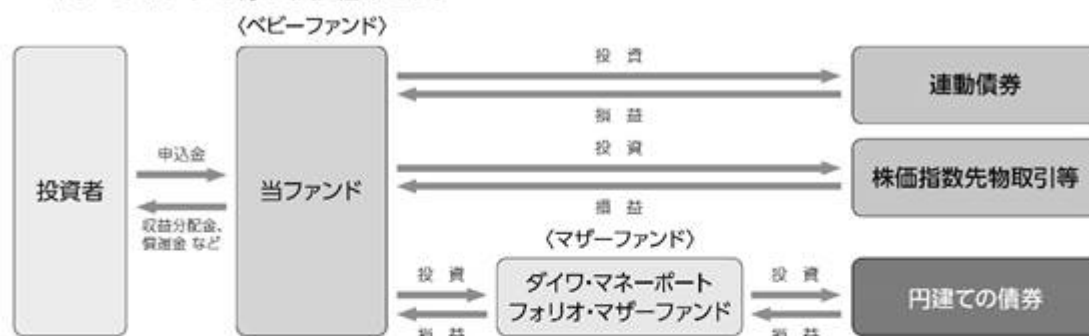 〈ベビーファンド〉
投資者
申込金
収益分配金、
償還金 など
当ファンド
投 資
損 益
連動債券
投 資
損 益
株価指数先物取引等
〈マザーファンド〉
投 資
損 益
ダイワ・マネーポート
フォリオ・マザーファンド
投 資
損 益
円建ての債券